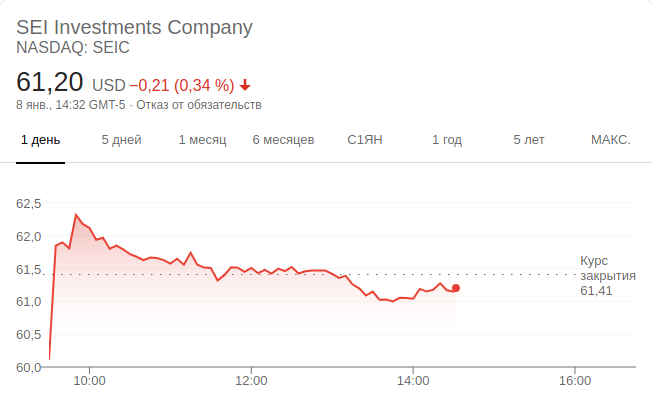 SEI Investments Company
NASDAQ: SEIC
61,20 USD −0,21 (0,34 %)
8 янв., 14:32 GMT-5 · Отказ от обязательств
1 день 5 дней 1 месяц 6 месяцев С1ЯН 1 год 5 лет МАКС.
62,5
62,0
61,5
61,0
60,5
60,0
Курс
закрытия
61,41
10:00 12:00 14:00 16:00